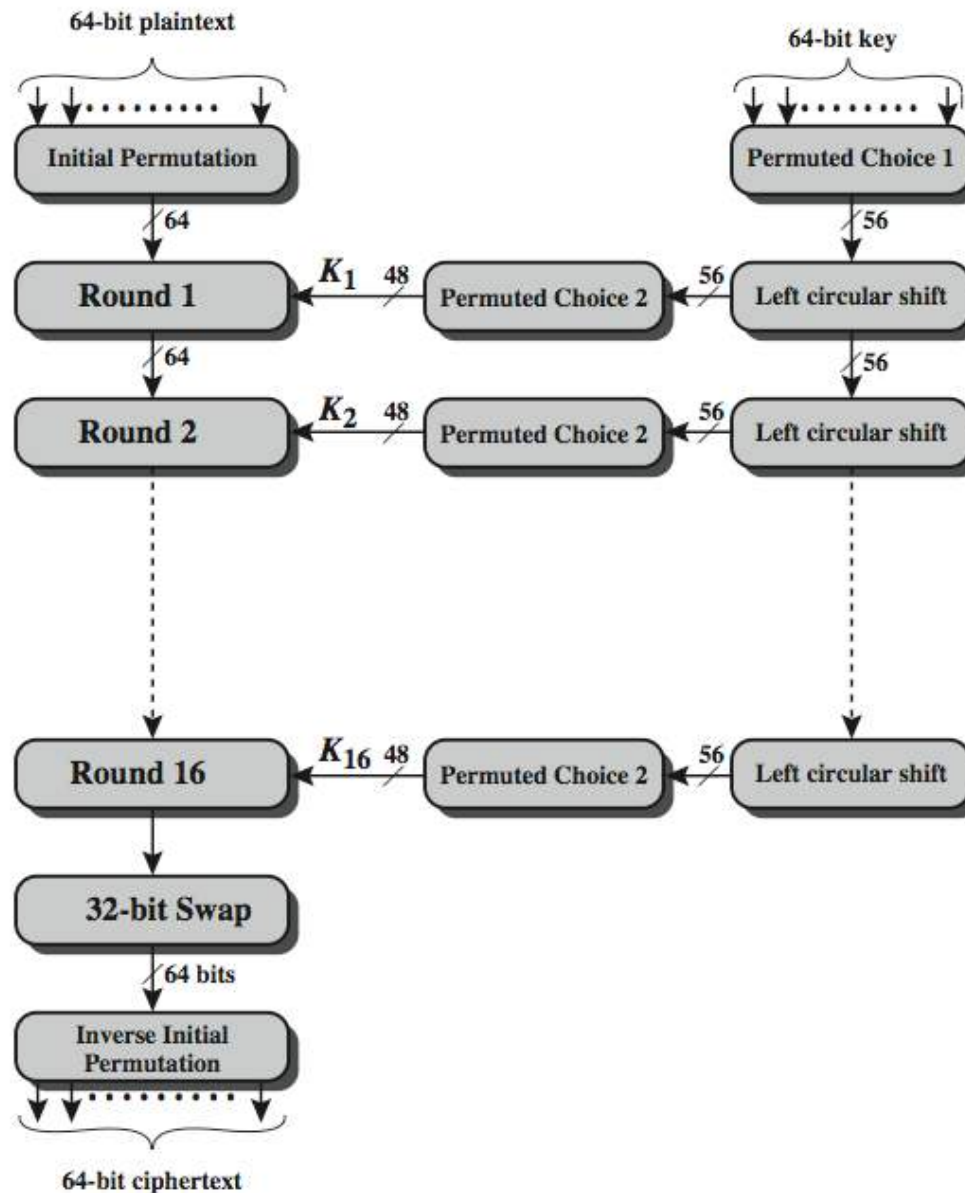 64-bit plaintext
64-bit key
Initial Permutation
Permuted Choice 1
64
56
Round 1
K1
48
Permuted Choice 2
56
Left circular shift
64
56
Round 2
K2
48
Permuted Choice 2
56
Left circular shift
Round 16
K16
48
Permuted Choice 2
56
Left circular shift
32-bit Swap
64 bits
Inverse Initial
Permutation
64-bit ciphertext